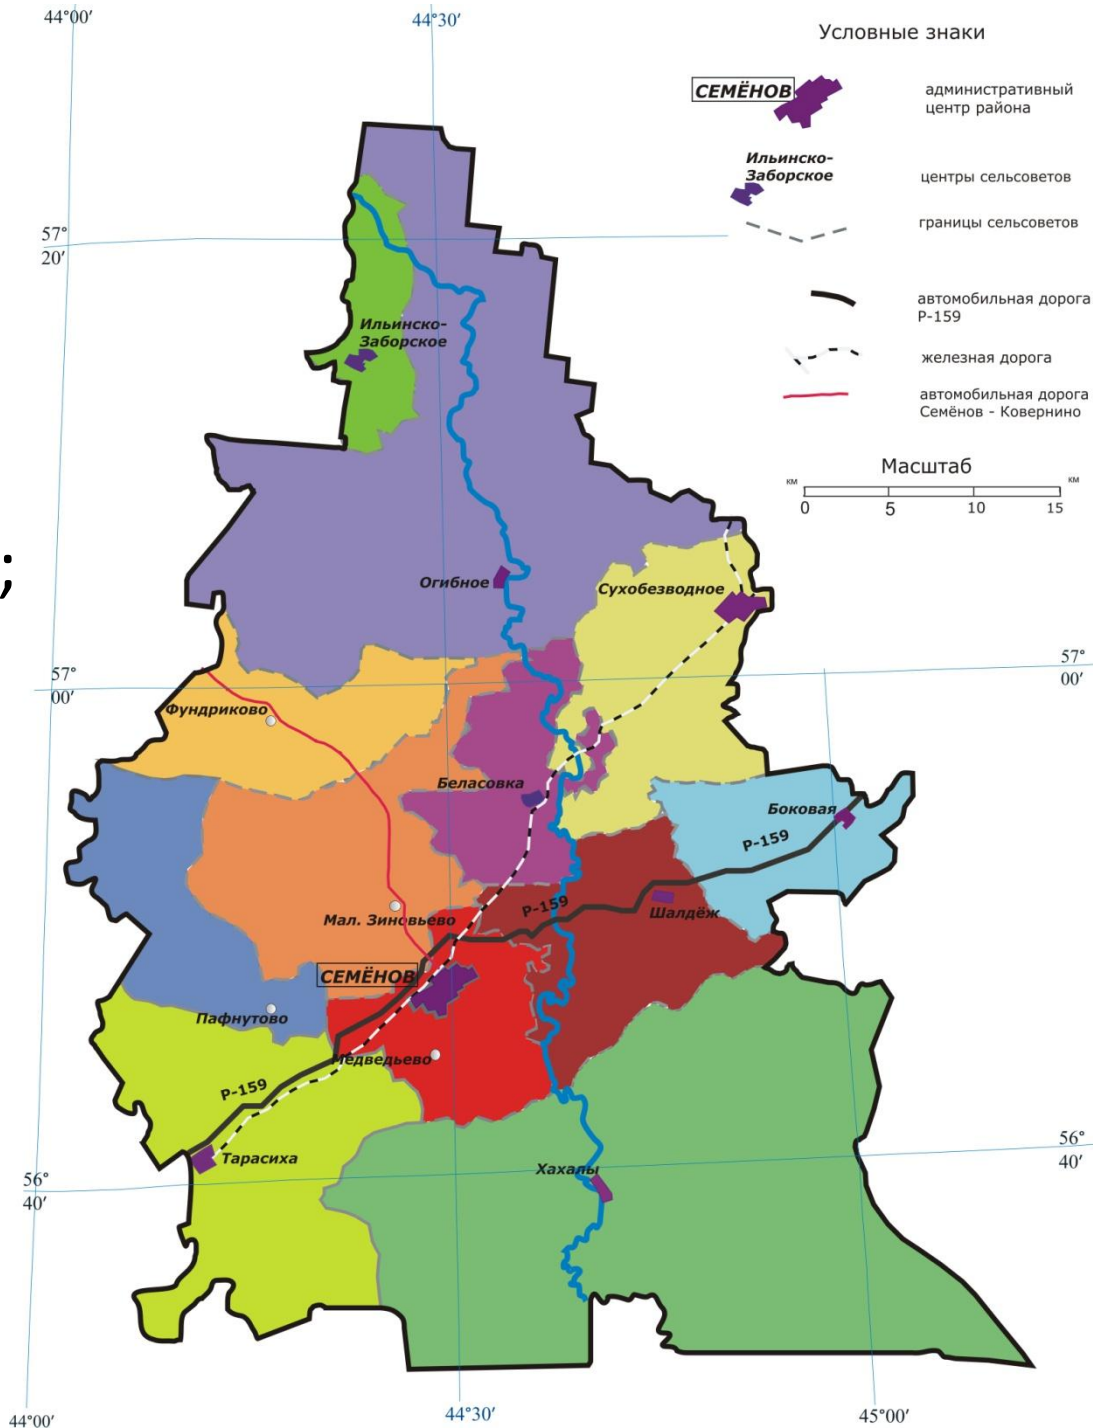 44°00′
44°30′
Условные знаки
СЕМЁНОВ
административный
центр района
Ильинско-
Заборское
центры сельсоветов
границы сельсоветов
57°
20′
автомобильная дорога
Р-159
Ильинско-
Заборское
железная дорога
автомобильная дорога
Семёнов - Ковернино
Масштаб
км
км
0
5
10
15
;
Огибное
Сухобезводное
57°
00′
57°
00′
Фундриково
Беласовка
Боковая
Р-159
Р-159
Шалдёж
Мал. Зиновьево
СЕМЁНОВ
Пафнутово
Медведьево
Р-159
Тарасиха
Хахалы
56°
40′
56°
40′
44°00′
44°30′
45°00′